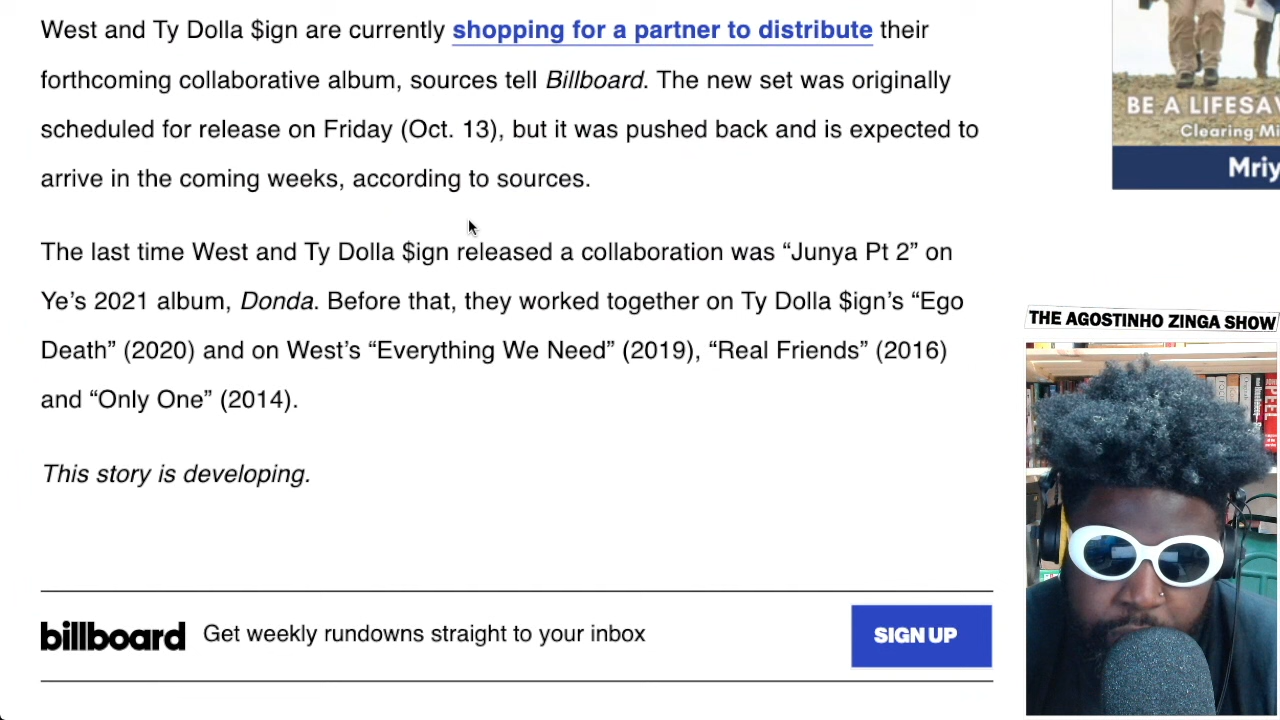 West and Ty Dolla $ign are currently shopping for a partner to distribute their
forthcoming collaborative album, sources tell Billboard. The new set was originally
scheduled for release on Friday (Oct. 13), but it was pushed back and is expected to
arrive in the coming weeks, according to sources.
The last time West and Ty Dolla $ign released a collaboration was “Junya Pt 2” on
Ye’s 2021 album, Donda. Before that, they worked together on Ty Dolla $ign’s “Ego
Death” (2020) and on West’s “Everything We Need” (2019), “Real Friends” (2016)
and “Only One” (2014).
This story is developing.
billboard Get weekly rundowns straight to your inbox
SIGN UP
BE A LIFESA
Clearing Mi
Mriy
THE AGOSTINHO ZINGA SHOW
PEEL